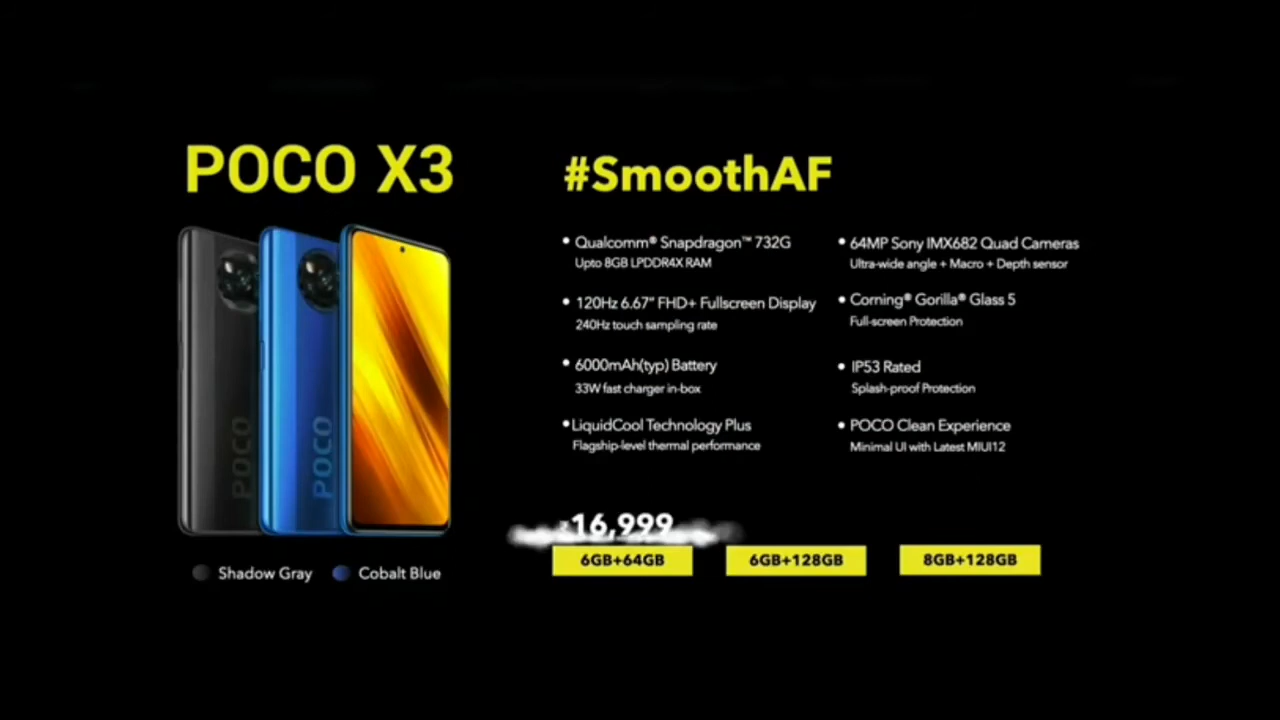 POCO X3
#SmoothAF
• Qualcomm® Snapdragon™ 732G
Upto 8GB LPDDR4X RAM
• 120Hz 6.67” FHD+ Fullscreen Display
240Hz touch sampling rate
• 6000mAh(typ) Battery
33W fast charger in-box
•LiquidCool Technology Plus
Flagship-level thermal performance
• 64MP Sony IMX682 Quad Cameras
Ultra-wide angle + Macro + Depth sensor
• Corning® Gorilla® Glass 5
Full-screen Protection
• IP53 Rated
Splash-proof Protection
• POCO Clean Experience
Minimal UI with Latest MIUI12
POCO
POCO
Shadow Gray
Cobalt Blue
₹16,999
6GB+64GB
6GB+128GB
8GB+128GB